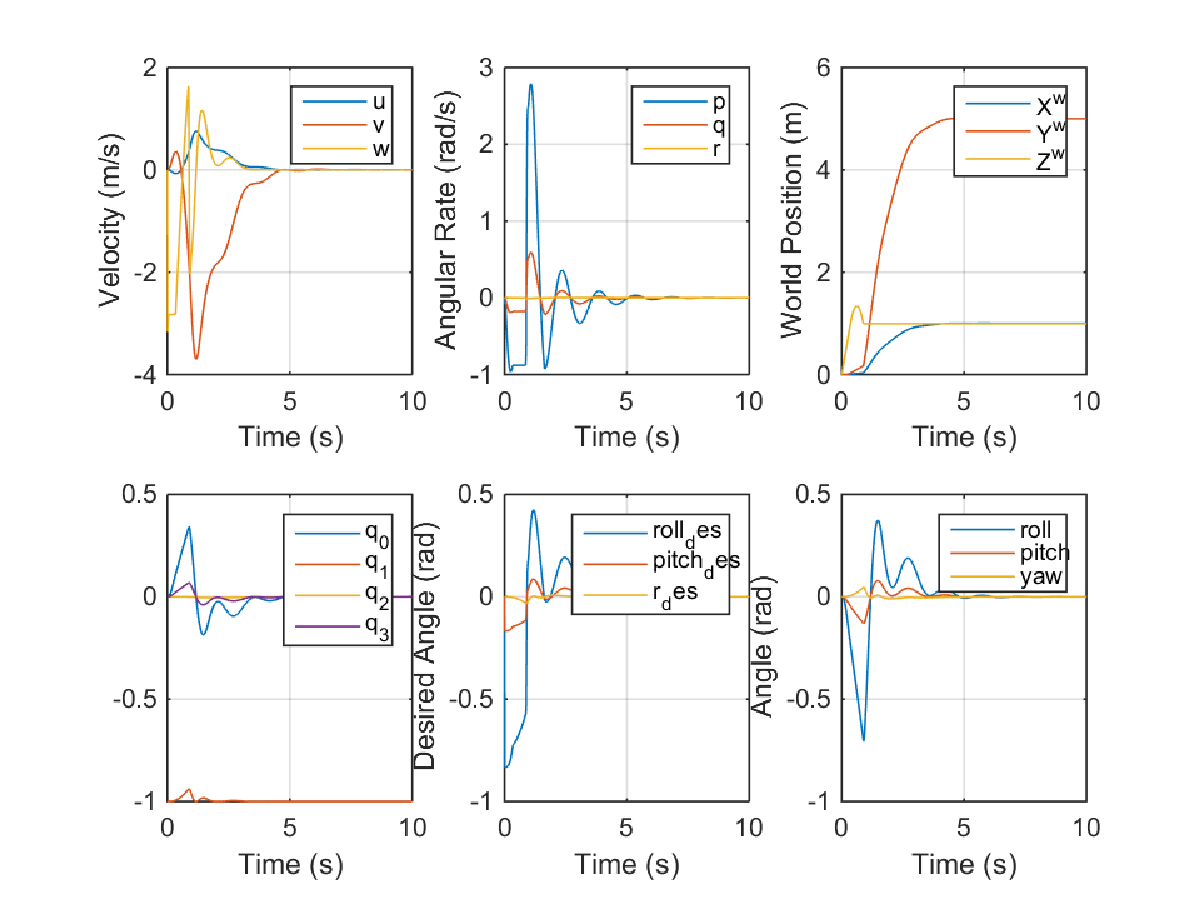 Velocity (m/s)
2
0
-2
-4
0 5 10
Time (s)
u
v
w
Angular Rate (rad/s)
3
2
1
0
-1
0 5 10
Time (s)
p
q
r
World Position (m)
6
4
2
0
0 5 10
Time (s)
X^w
Y^w
Z^w
0.5
0
-0.5
-1
0 5 10
Time (s)
q_0
q_1
q_2
q_3
Desired Angle (rad)
0.5
0
-0.5
-1
0 5 10
Time (s)
roll_des
pitch_des
r_des
Angle (rad)
0.5
0
-0.5
-1
0 5 10
Time (s)
roll
pitch
yaw